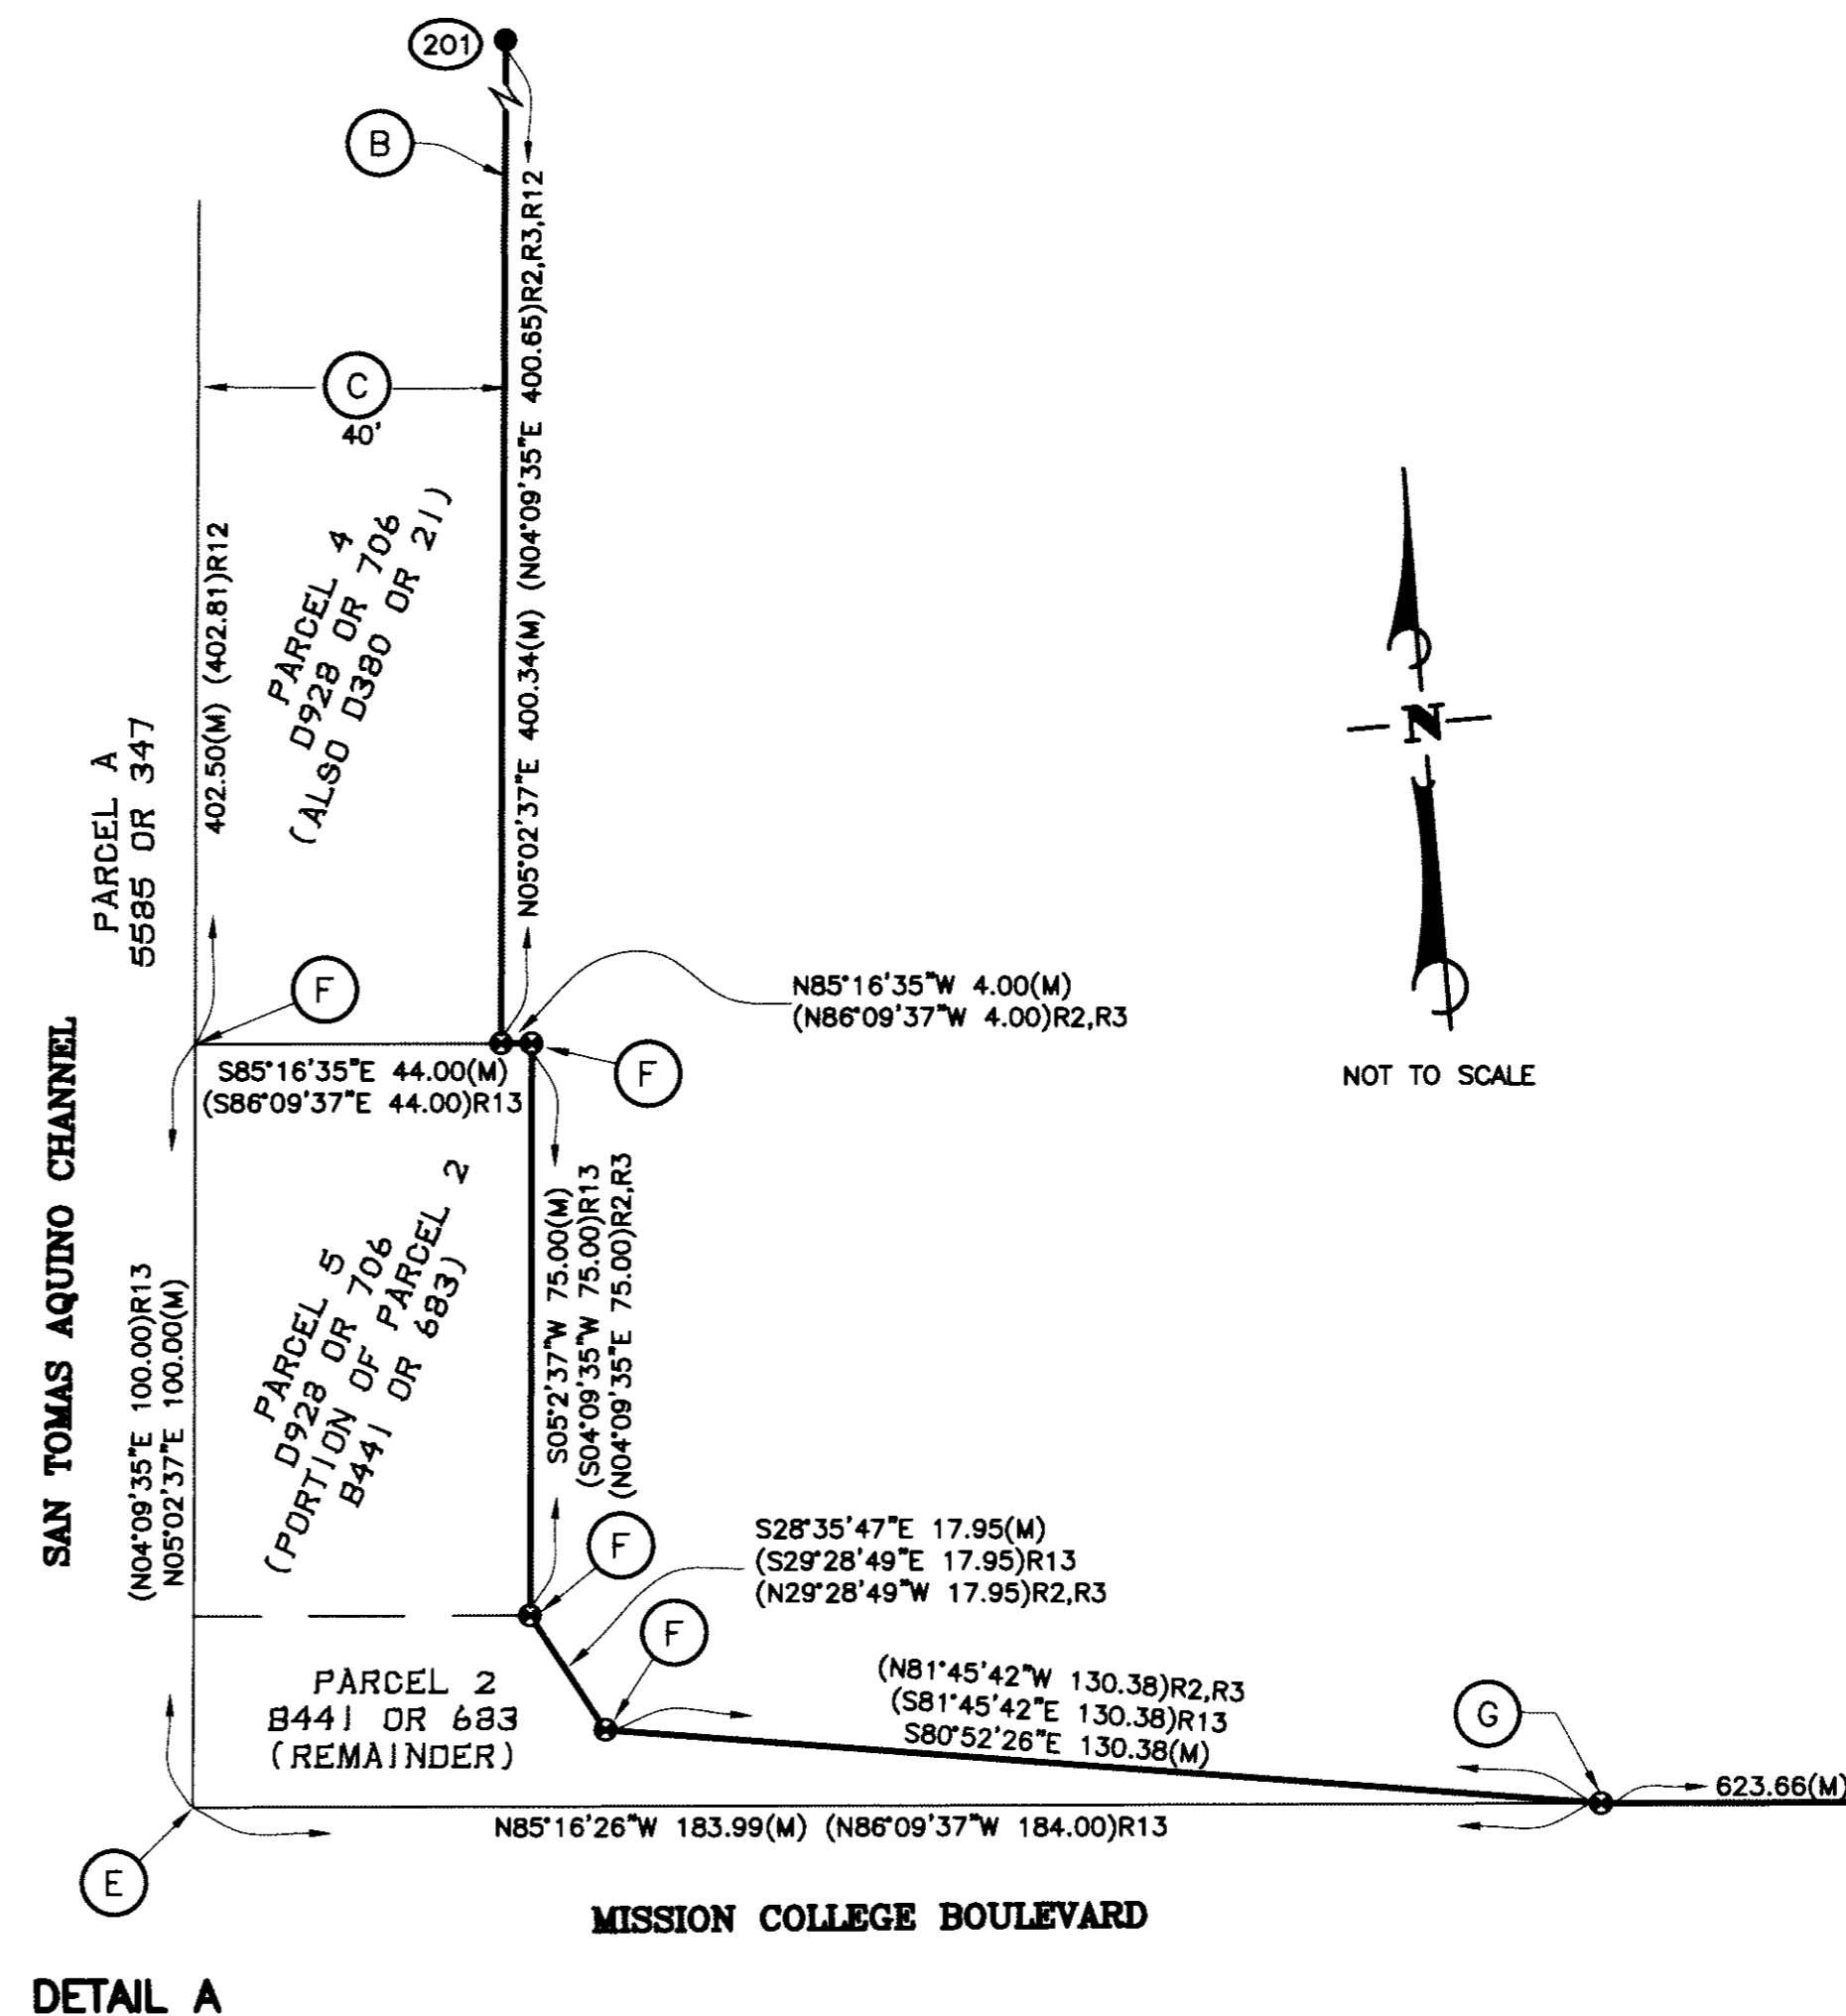 201
B
C
40'
N05°02'37"E 400.34(M) (N04°09'35"E 400.65)R2,R3,R12
402.50(M) (402.81)R12
PARCEL 4
D928 OR 706
(ALSO D380 OR 21)
PARCEL A
5585 OR 347
N
NOT TO SCALE
F
N85°16'35"W 4.00(M)
(N86°09'37"W 4.00)R2,R3
F
S85°16'35"E 44.00(M)
(S86°09'37"E 44.00)R13
SAN TOMAS AQUINO CHANNEL
(N04°09'35"E 100.00)R13
N05°02'37"E 100.00(M)
PARCEL 5
D928 OR 706
(PORTION OF PARCEL 2
B441 OR 683)
S05°2'37"W 75.00(M)
(S04°09'35"W 75.00)R13
(N04°09'35"E 75.00)R2,R3
F
S28°35'47"E 17.95(M)
(S29°28'49"E 17.95)R13
(N29°28'49"W 17.95)R2,R3
F
PARCEL 2
B441 OR 683
(REMAINDER)
(N81°45'42"W 130.38)R2,R3
(S81°45'42"E 130.38)R13
S80°52'26"E 130.38(M)
G
623.66(M)
N85°16'26"W 183.99(M) (N86°09'37"W 184.00)R13
E
MISSION COLLEGE BOULEVARD
DETAIL A